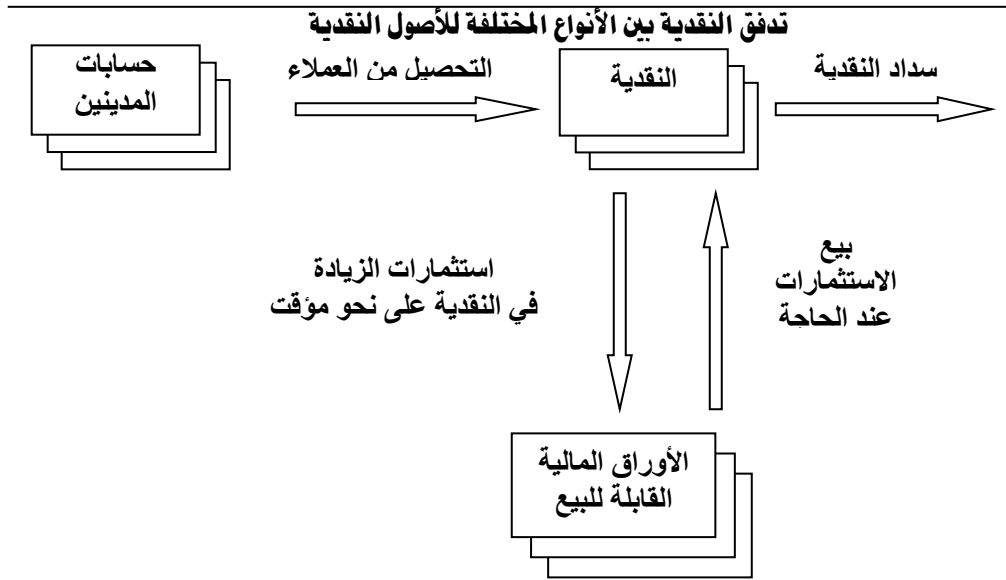 تدفق النقدية بين الأنواع المختلفة للأصول النقدية
سداد النقدية
النقدية
التحصيل من العملاء
حسابات
المدينين
بيع
الاستثمارات
عند الحاجة
استثمارات الزيادة
في النقدية على نحو مؤقت
الأوراق المالية
القابلة للبيع